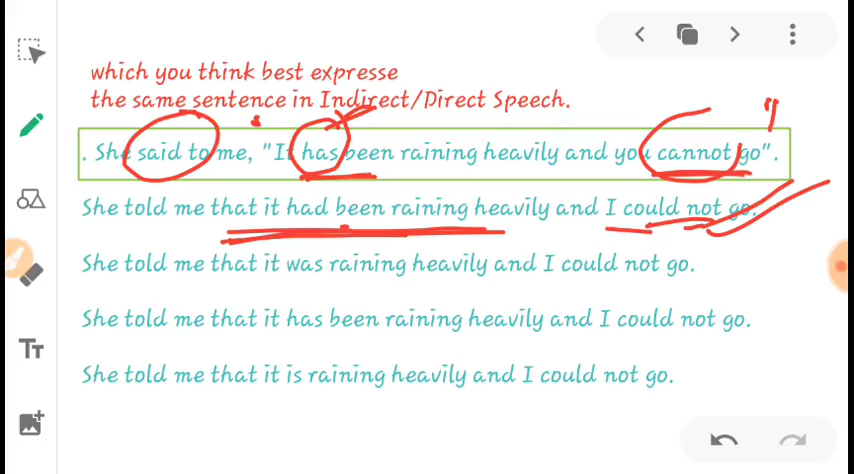 which you think best expresse
the same sentence in Indirect/Direct Speech.
. She said to me, "It has been raining heavily and you cannot go".
She told me that it had been raining heavily and I could not go.
She told me that it was raining heavily and I could not go.
She told me that it has been raining heavily and I could not go.
She told me that it is raining heavily and I could not go.
TT